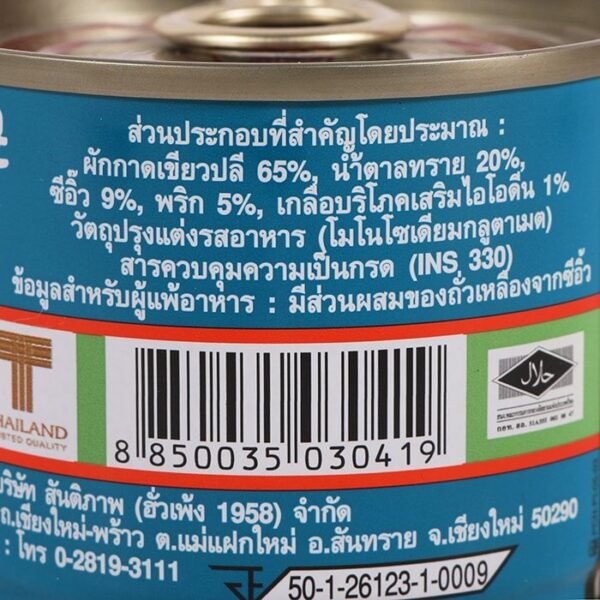 ส่วนประกอบที่สำคัญโดยประมาณ :
ผักกาดเขียวปลี 65%, น้ำตาลทราย 20%,
ซีอิ๊ว 9%, พริก 5%, เกลือบริโภคเสริมไอโอดีน 1%
วัตถุปรุงแต่งรสอาหาร (โมโนโซเดียมกลูตาเมต)
สารควบคุมความเป็นกรด (INS 330)
ข้อมูลสำหรับผู้แพ้อาหาร : มีส่วนผสมของถั่วเหลืองจากซีอิ๊ว
THAILAND
TRUSTED QUALITY
8 850035 030419
حلال
บริษัท สันติภาพ (ฮั่วเพ้ง 1958) จำกัด
ถ.เชียงใหม่-พร้าว ต.แม่แฝกใหม่ อ.สันทราย จ.เชียงใหม่ 50290
: โทร 0-2819-3111
50-1-26123-1-0009